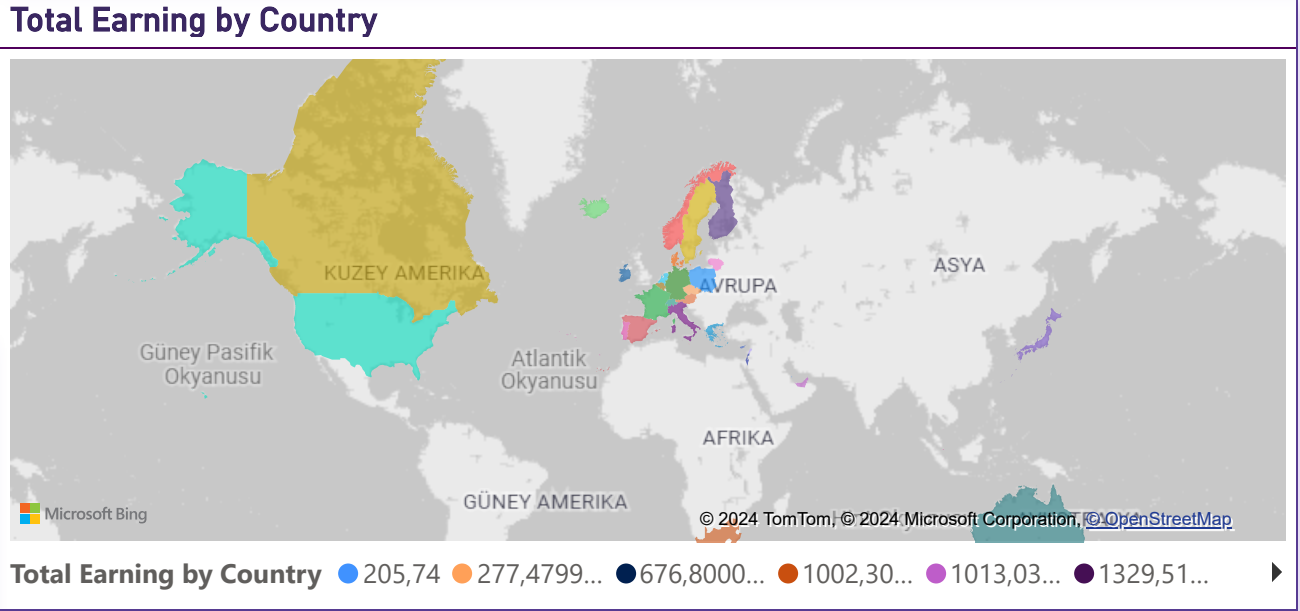 Total Earning by Country
KUZEY AMERIKA
AVRUPA
ASYA
Güney Pasifik
Okyanusu
Atlantik
Okyanusu
AFRIKA
GÜNEY AMERIKA
Microsoft Bing
© 2024 TomTom, © 2024 Microsoft Corporation, © OpenStreetMap
Total Earning by Country 205,74 277,4799... 676,8000... 1002,30... 1013,03... 1329,51...